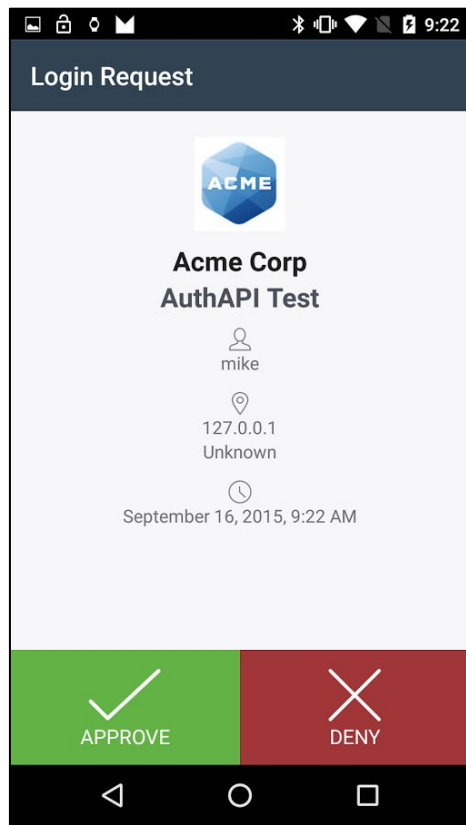 9:22
Login Request
ACME
Acme Corp
AuthAPI Test
mike
127.0.0.1
Unknown
September 16, 2015, 9:22 AM
APPROVE DENY